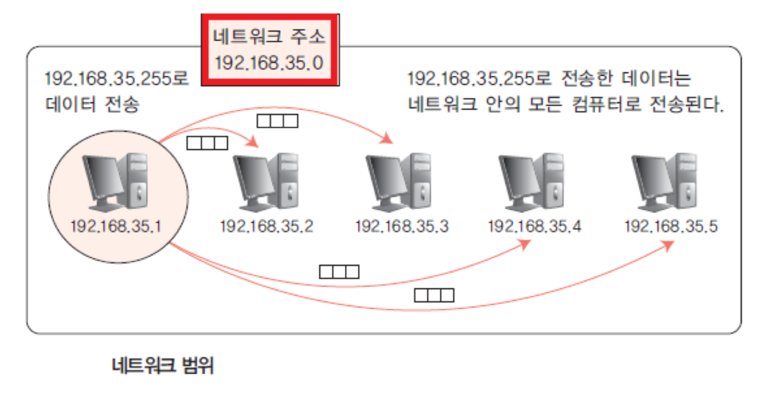 네트워크 주소
192.168.35.0
192.168.35.255로
데이터 전송
192.168.35.255로 전송한 데이터는
네트워크 안의 모든 컴퓨터로 전송된다.
192.168.35.1
192.168.35.2
192.168.35.3
192.168.35.4
192.168.35.5
네트워크 범위